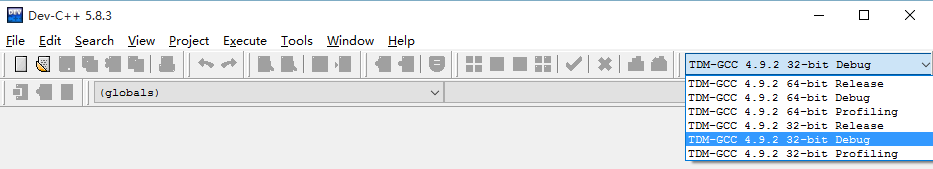 Dev-C++ 5.8.3
File Edit Search View Project Execute Tools Window Help
TDM-GCC 4.9.2 32-bit Debug
(globals)
TDM-GCC 4.9.2 64-bit Release
TDM-GCC 4.9.2 64-bit Debug
TDM-GCC 4.9.2 64-bit Profiling
TDM-GCC 4.9.2 32-bit Release
TDM-GCC 4.9.2 32-bit Debug
TDM-GCC 4.9.2 32-bit Profiling